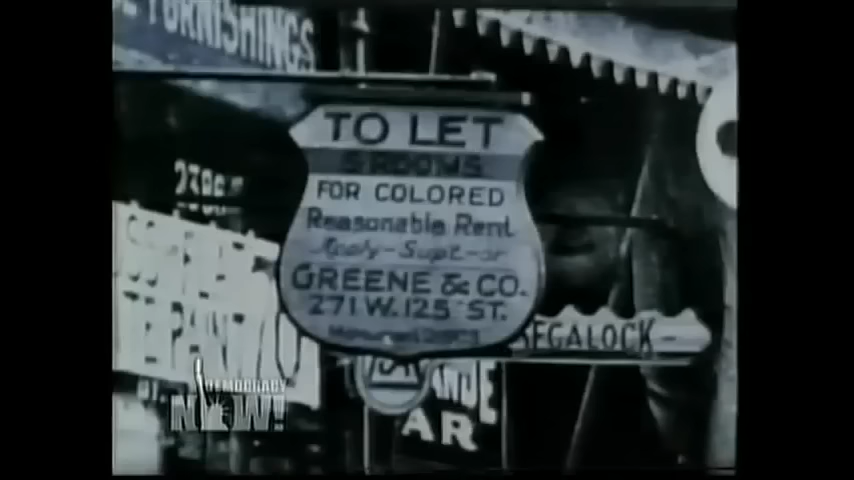 FURNISHINGS
TO LET
5 ROOMS
FOR COLORED
Reasonable Rent
Apply-Supt-or
GREENE & CO.
271 W. 125 ST.
SEGALOCK
AR
DEMOCRACY
NOW!